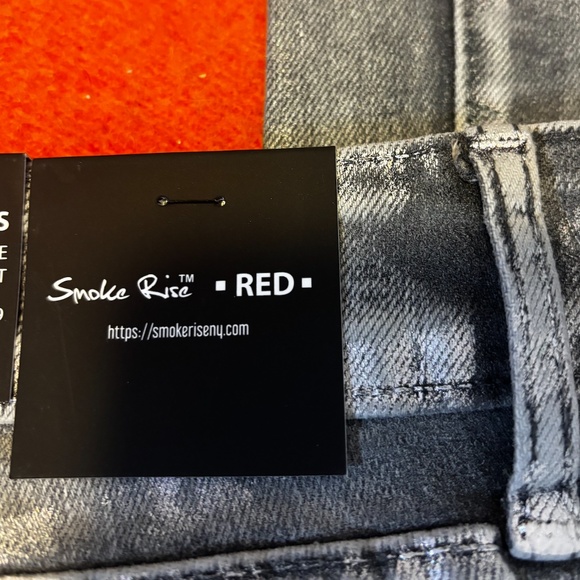 Smoke Rise™ ▪ RED ▪
https://smokeriseny.com